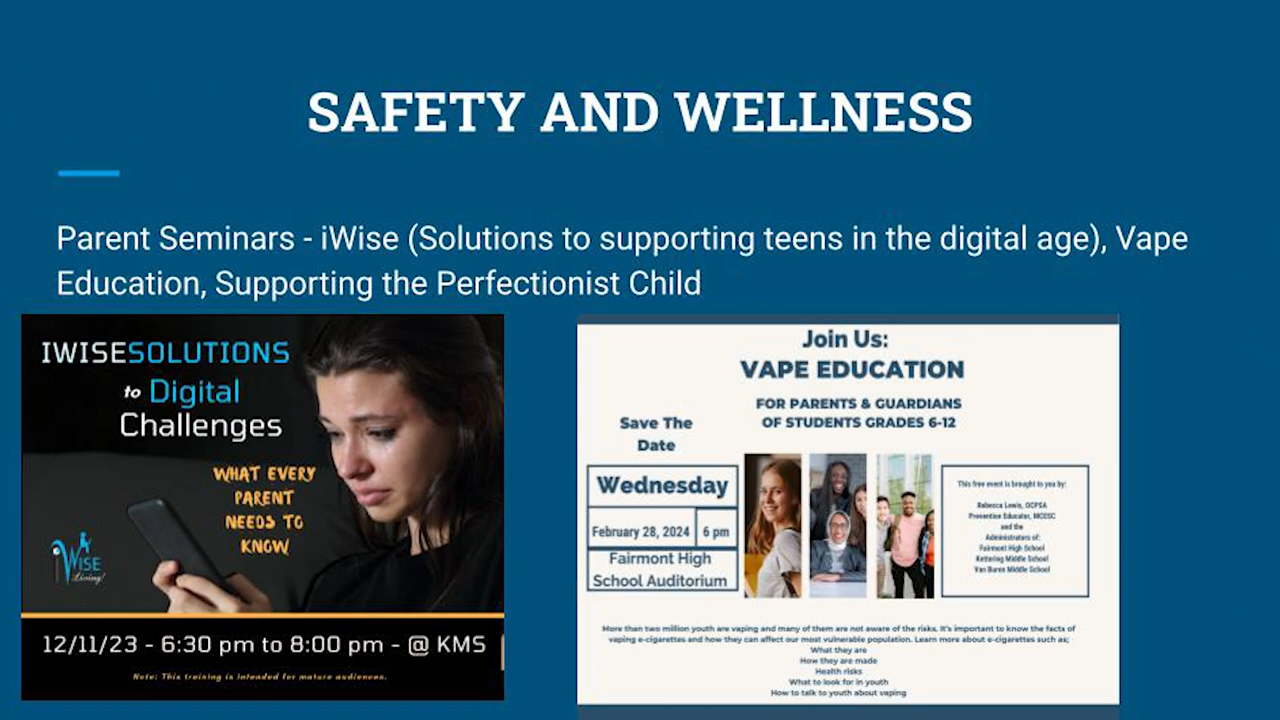 SAFETY AND WELLNESS
Parent Seminars - iWise (Solutions to supporting teens in the digital age), Vape
Education, Supporting the Perfectionist Child
IWISESOLUTIONS
to Digital
Challenges
WHAT EVERY
PARENT
NEEDS TO
KNOW
WISE
Living!
12/11/23 - 6:30 pm to 8:00 pm - @ KMS
Note: This training is intended for mature audiences.
Join Us:
VAPE EDUCATION
FOR PARENTS & GUARDIANS
OF STUDENTS GRADES 6-12
Save The
Date
Wednesday
February 28, 2024 6 pm
Fairmont High
School Auditorium
This free event is brought to you by:
Rebecca Lewis, OCPSA
Prevention Educator, MCESC
and the
Administrators of:
Fairmont High School
Kettering Middle School
Van Buren Middle School
More than two million youth are vaping and many of them are not aware of the risks. It's important to know the facts of
vaping e-cigarettes and how they can affect our most vulnerable population. Learn more about e-cigarettes such as;
What they are
How they are made
Health risks
What to look for in youth
How to talk to youth about vaping